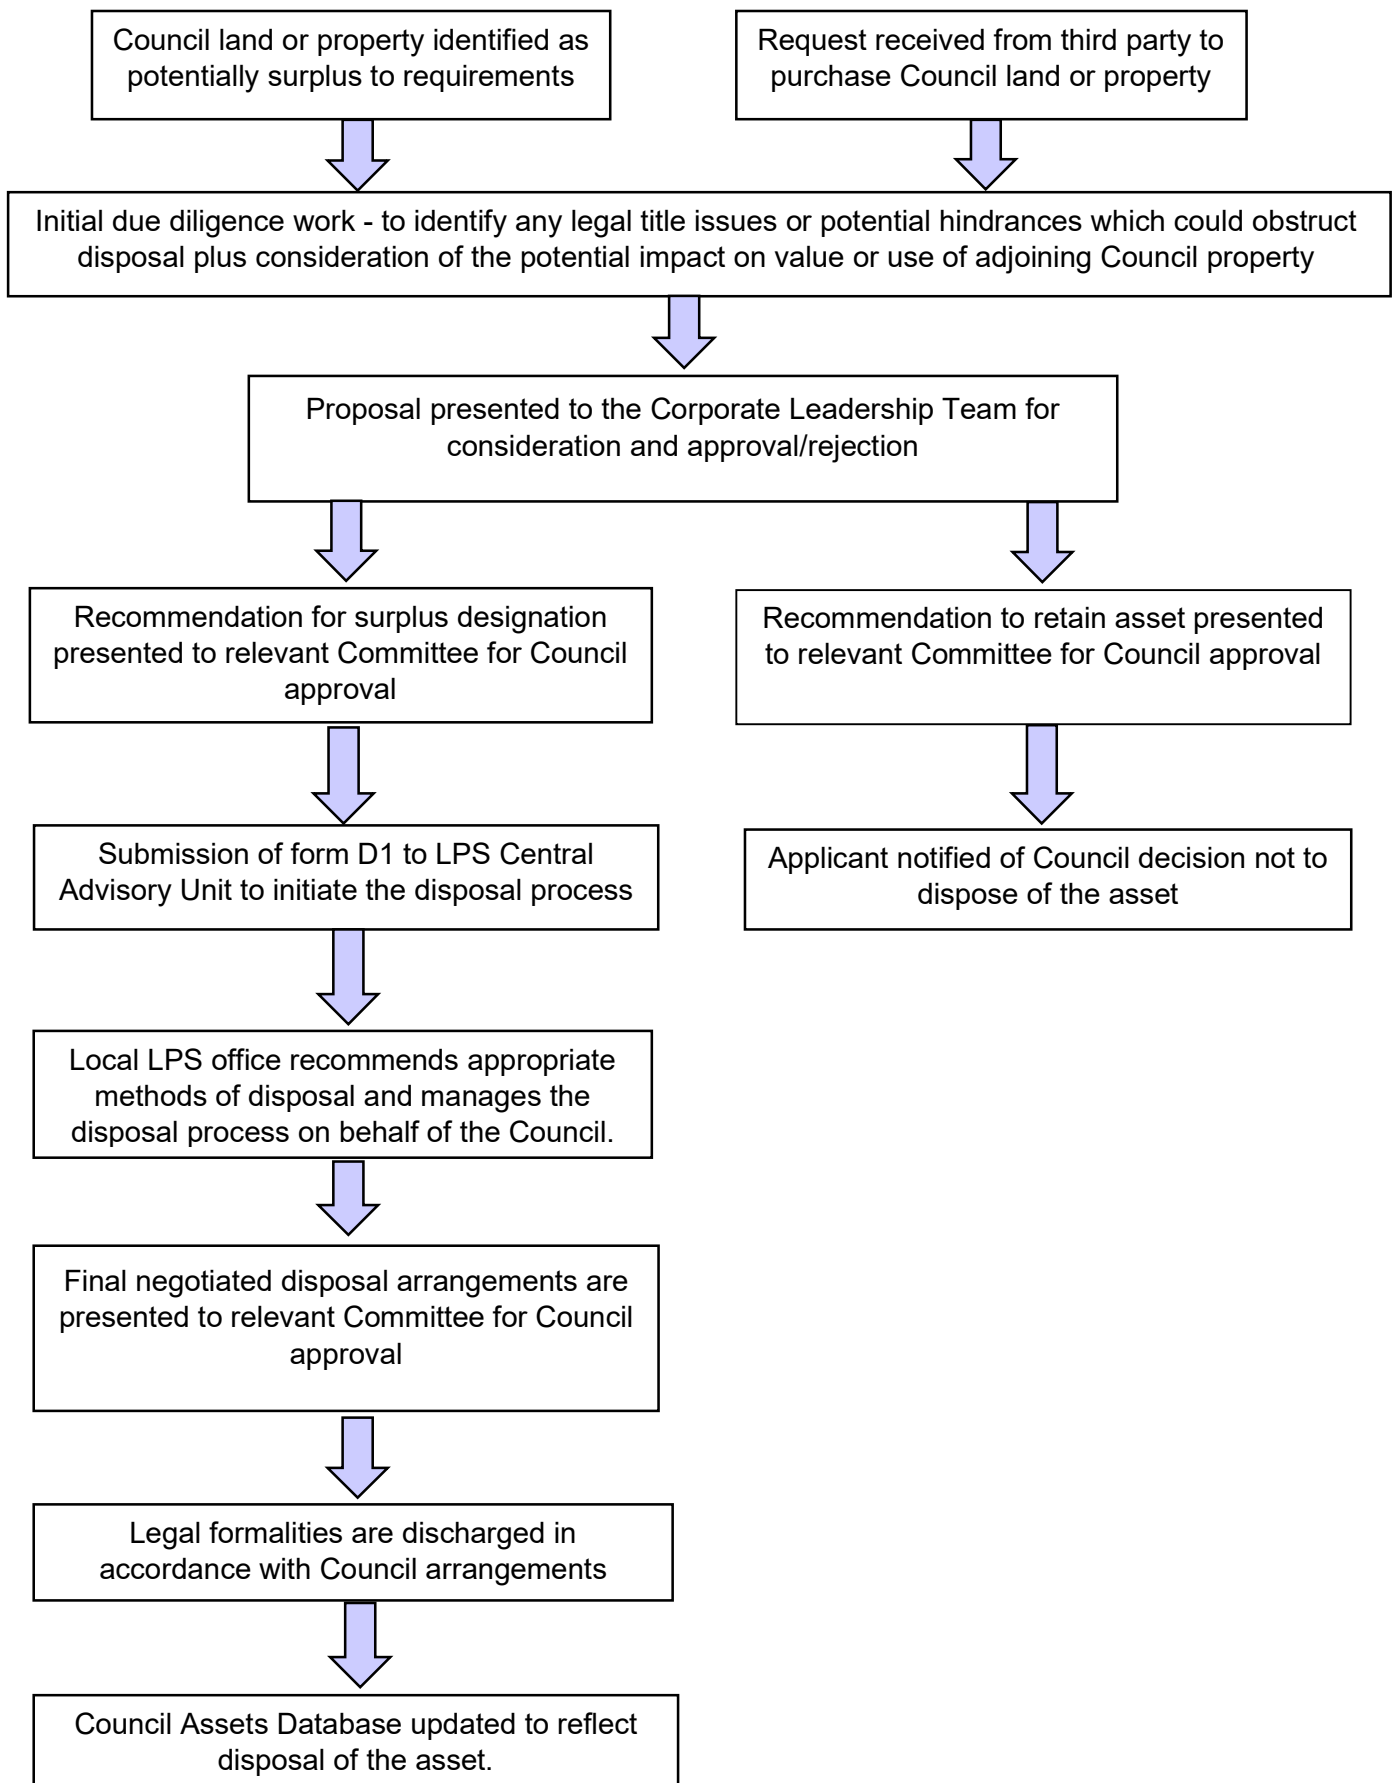 Council land or property identified as
potentially surplus to requirements
Request received from third party to
purchase Council land or property
Initial due diligence work - to identify any legal title issues or potential hindrances which could obstruct
disposal plus consideration of the potential impact on value or use of adjoining Council property
Proposal presented to the Corporate Leadership Team for
consideration and approval/rejection
Recommendation for surplus designation
presented to relevant Committee for Council
approval
Recommendation to retain asset presented
to relevant Committee for Council approval
Submission of form D1 to LPS Central
Advisory Unit to initiate the disposal process
Applicant notified of Council decision not to
dispose of the asset
Local LPS office recommends appropriate
methods of disposal and manages the
disposal process on behalf of the Council.
Final negotiated disposal arrangements are
presented to relevant Committee for Council
approval
Legal formalities are discharged in
accordance with Council arrangements
Council Assets Database updated to reflect
disposal of the asset.